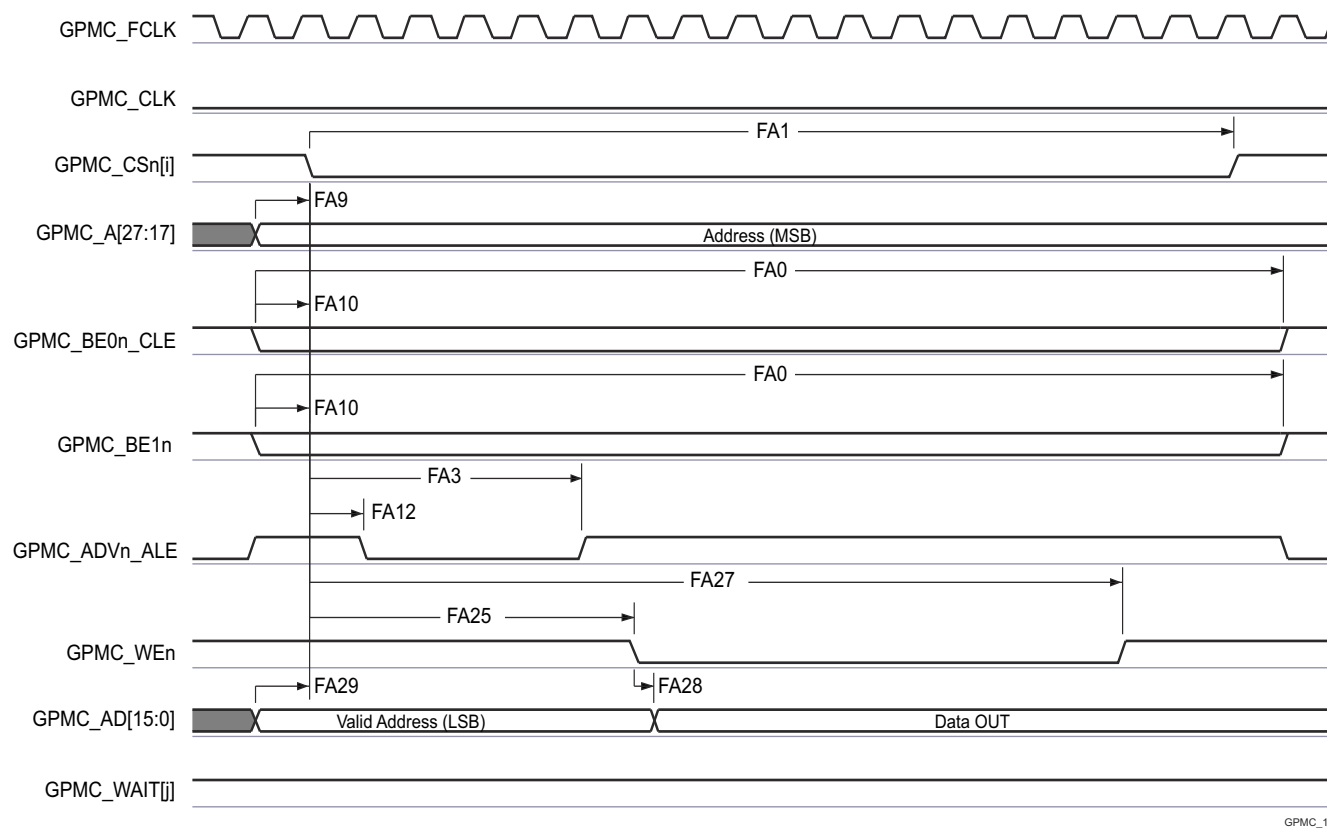 GPMC_FCLK
GPMC_CLK
FA1
GPMC_CSn[i]
FA9
GPMC_A[27:17]
Address (MSB)
FA0
FA10
GPMC_BE0n_CLE
FA0
FA10
GPMC_BE1n
FA3
FA12
GPMC_ADVn_ALE
FA27
FA25
GPMC_WEn
FA29
FA28
GPMC_AD[15:0]
Valid Address (LSB)
Data OUT
GPMC_WAIT[j]
GPMC_1